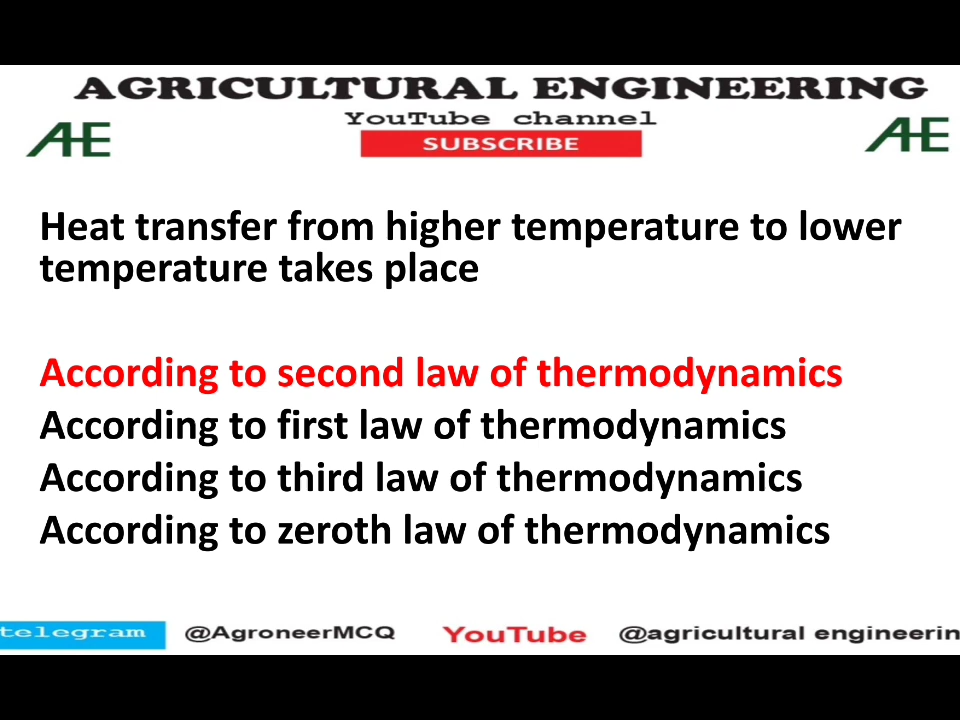 AGRICULTURAL ENGINEERING
YouTube channel
AE
SUBSCRIBE
AE
Heat transfer from higher temperature to lower
temperature takes place
According to second law of thermodynamics
According to first law of thermodynamics
According to third law of thermodynamics
According to zeroth law of thermodynamics
telegram @AgroneerMCQ YouTube @agricultural engineerin